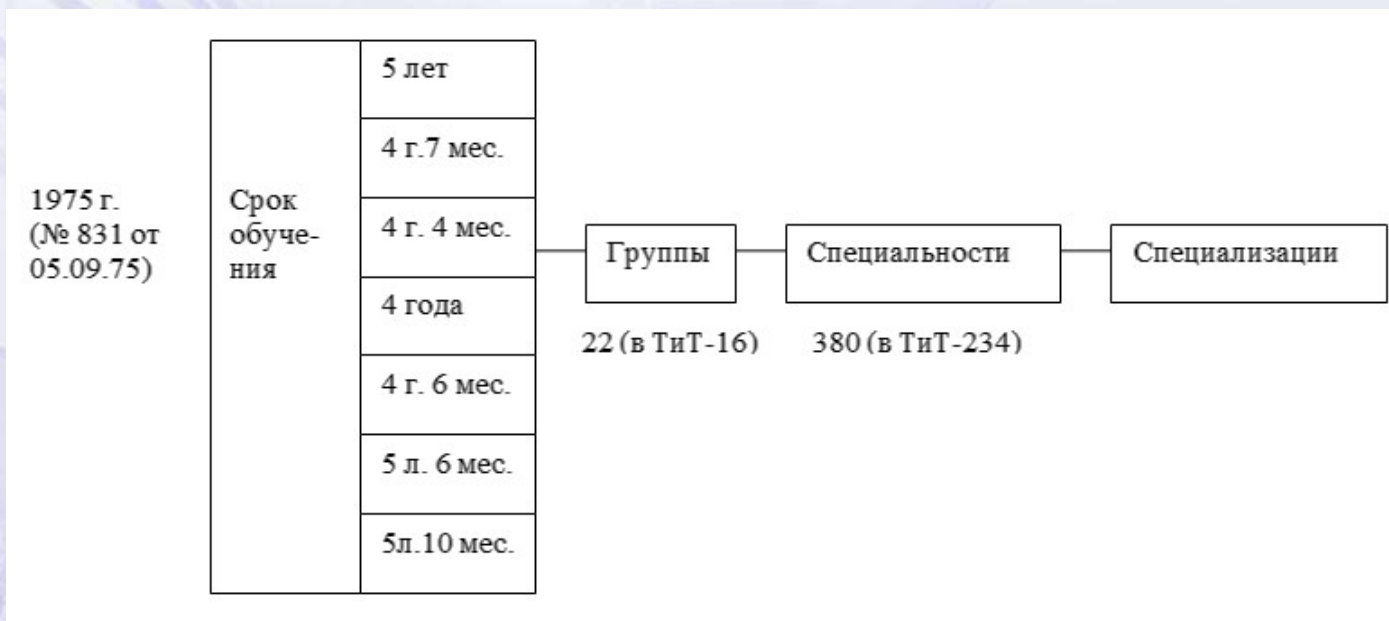 1975 г.
(№ 831 от
05.09.75)
Срок
обуче-
ния
5 лет
4 г.7 мес.
4 г. 4 мес.
4 года
4 г. 6 мес.
5 л. 6 мес.
5л.10 мес.
Группы
Специальности
Специализации
22 (в ТиТ-16)
380 (в ТиТ-234)